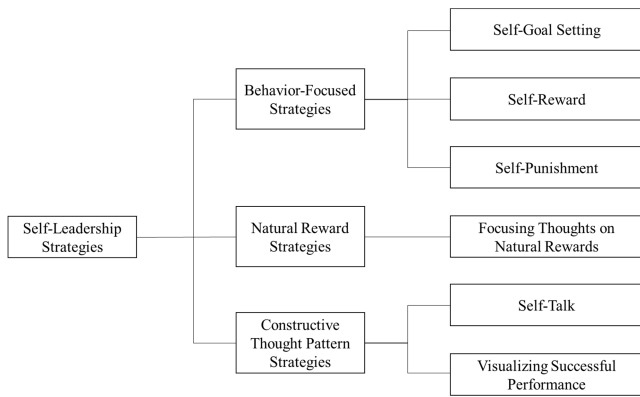 Self-Goal Setting
Behavior-Focused
Strategies
Self-Reward
Self-Punishment
Self-Leadership
Strategies
Natural Reward
Strategies
Focusing Thoughts on
Natural Rewards
Constructive
Thought Pattern
Strategies
Self-Talk
Visualizing Successful
Performance